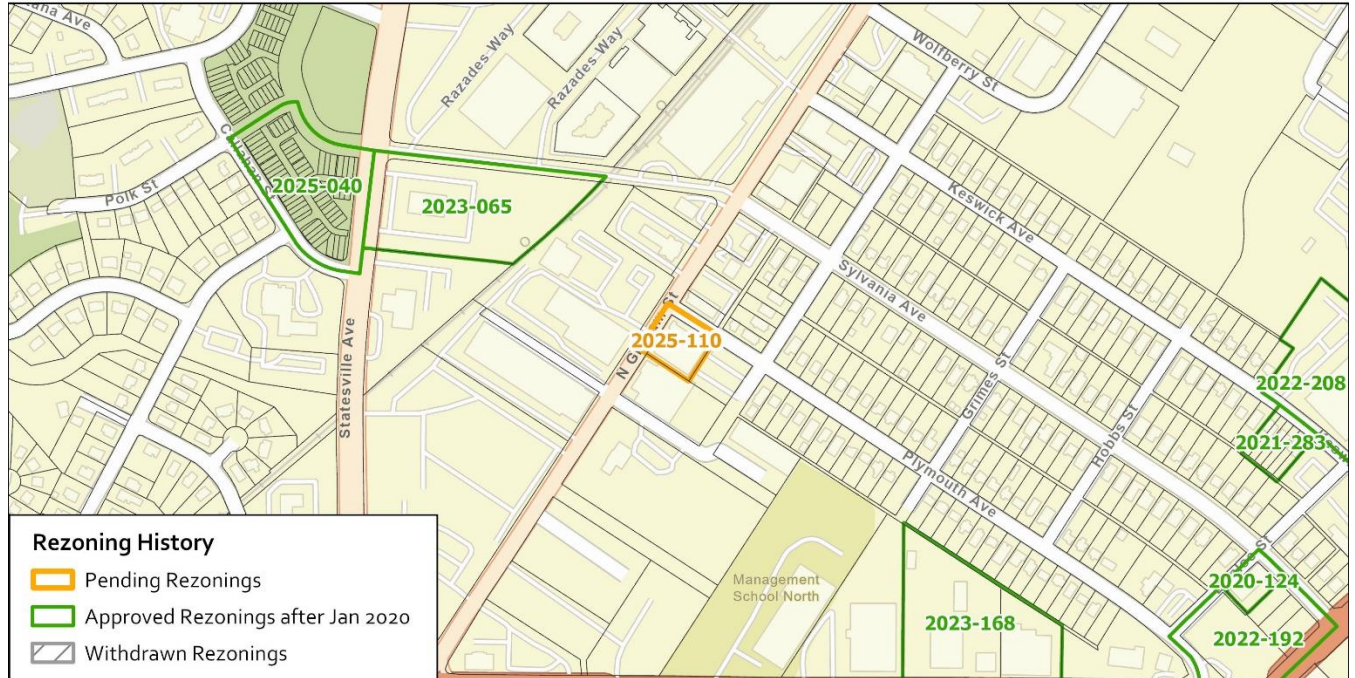 Polk St
Callahan St
2025-040
Statesville Ave
2023-065
Razades Way
Razades Way
2025-110
Wolfberry St
Keswick Ave
Sylvania Ave
Grimes St
Hobbs St
Plymouth Ave
2022-208
2021-283
2020-124
2022-192
2023-168
Management
School North
Rezoning History
Pending Rezonings
Approved Rezonings after Jan 2020
Withdrawn Rezonings